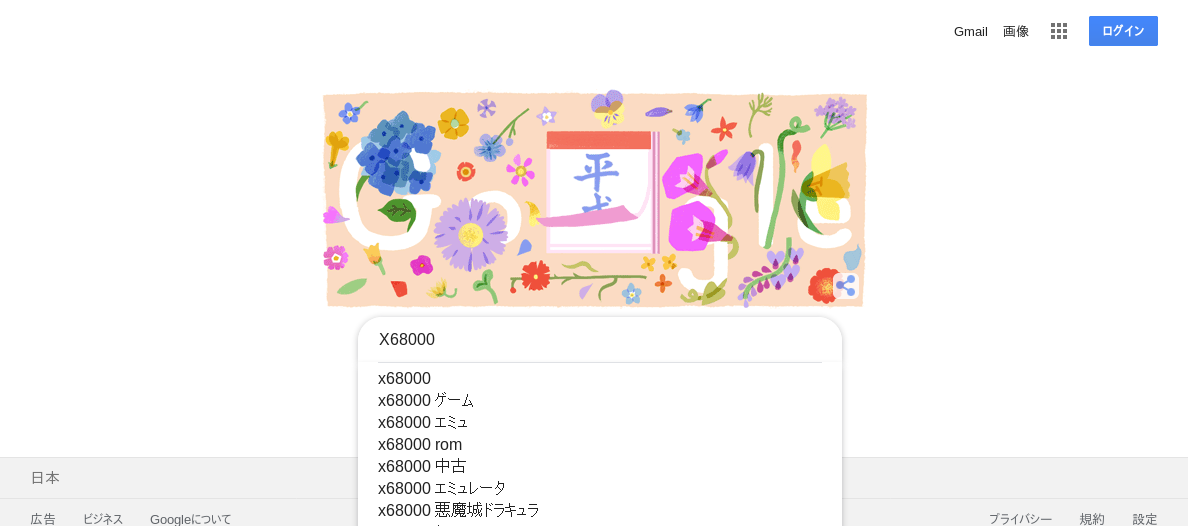 Gmail 画像 ログイン
Google
平成
X68000
x68000
x68000 ゲーム
x68000 エミュ
x68000 rom
x68000 中古
x68000 エミュレータ
x68000 悪魔城ドラキュラ
日本
広告 ビジネス Googleについて プライバシー 規約 設定